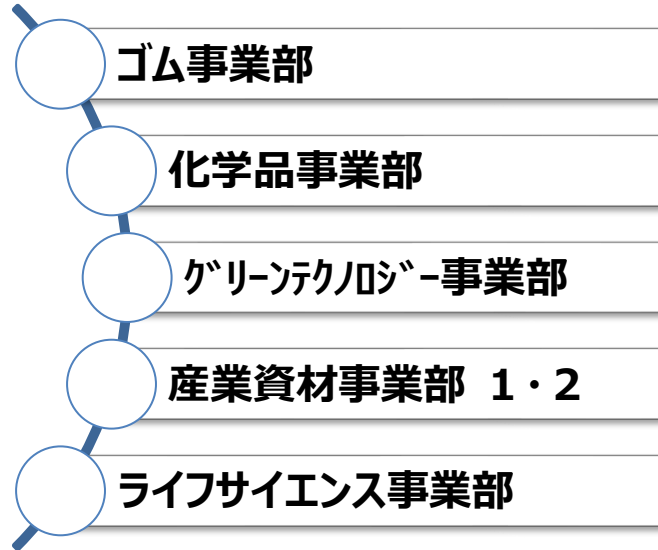 ゴム事業部
化学品事業部
ｸﾞﾘｰﾝﾃｸﾉﾛｼﾞｰ事業部
産業資材事業部 1・2
ライフサイエンス事業部